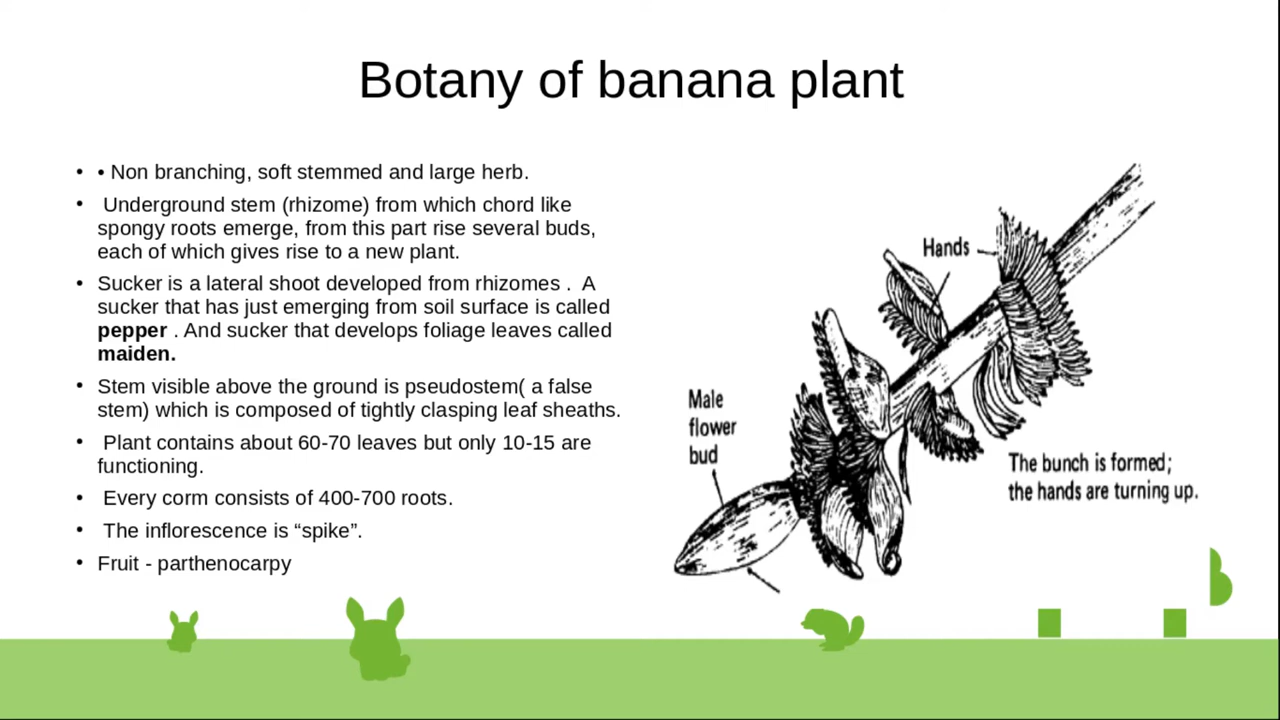 Botany of banana plant
• • Non branching, soft stemmed and large herb.
• Underground stem (rhizome) from which chord like
spongy roots emerge, from this part rise several buds,
each of which gives rise to a new plant.
• Sucker is a lateral shoot developed from rhizomes .  A
sucker that has just emerging from soil surface is called
pepper . And sucker that develops foliage leaves called
maiden.
• Stem visible above the ground is pseudostem( a false
stem) which is composed of tightly clasping leaf sheaths.
• Plant contains about 60-70 leaves but only 10-15 are
functioning.
• Every corm consists of 400-700 roots.
• The inflorescence is “spike”.
• Fruit - parthenocarpy
Hands
Male
flower
bud
The bunch is formed;
the hands are turning up.